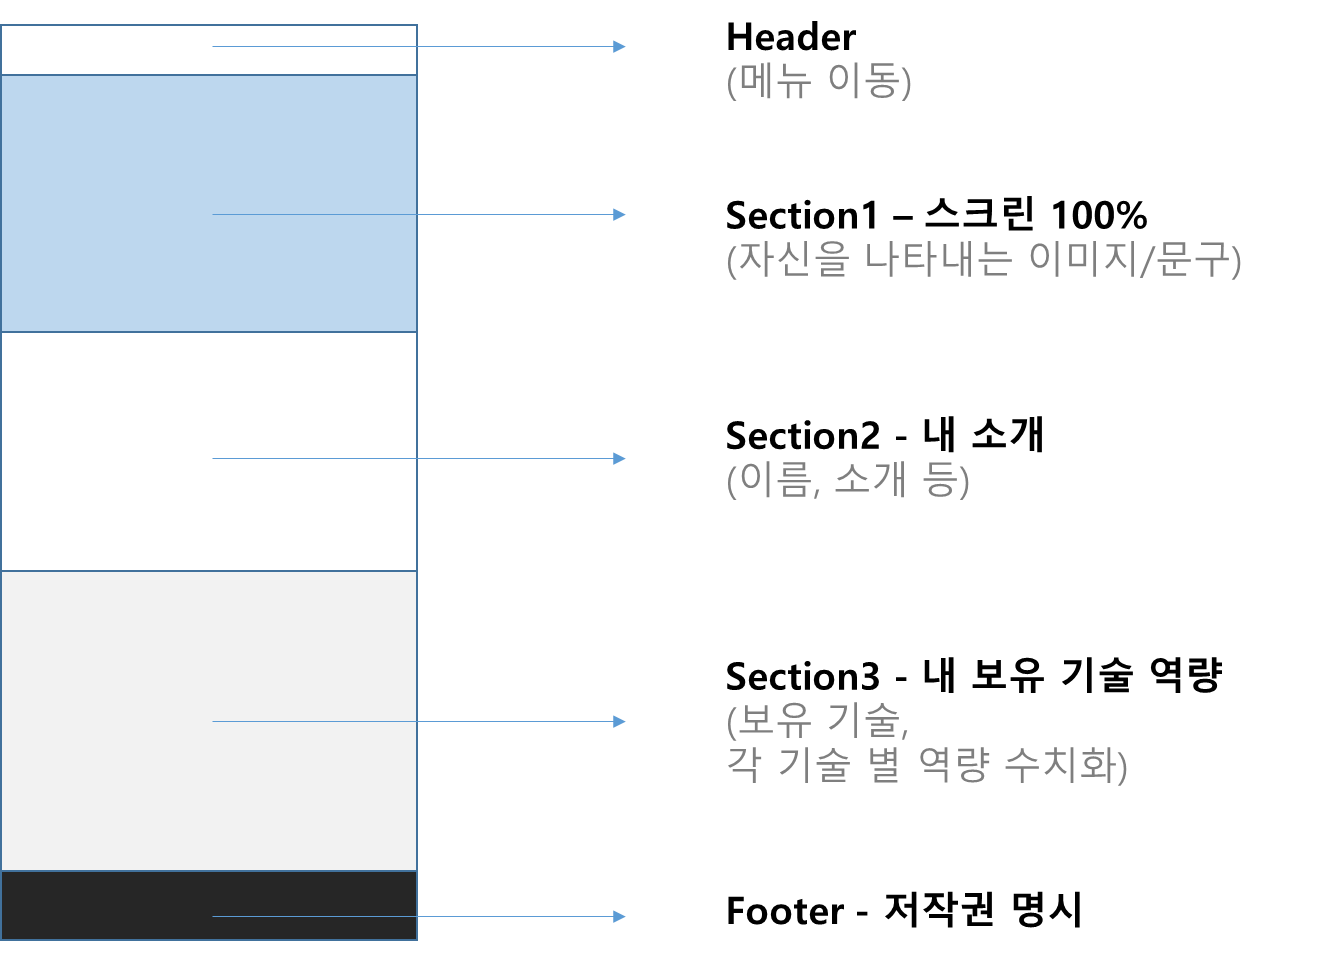 Header
(메뉴 이동)
Section1 – 스크린 100%
(자신을 나타내는 이미지/문구)
Section2 - 내 소개
(이름, 소개 등)
Section3 - 내 보유 기술 역량
(보유 기술,
각 기술 별 역량 수치화)
Footer - 저작권 명시